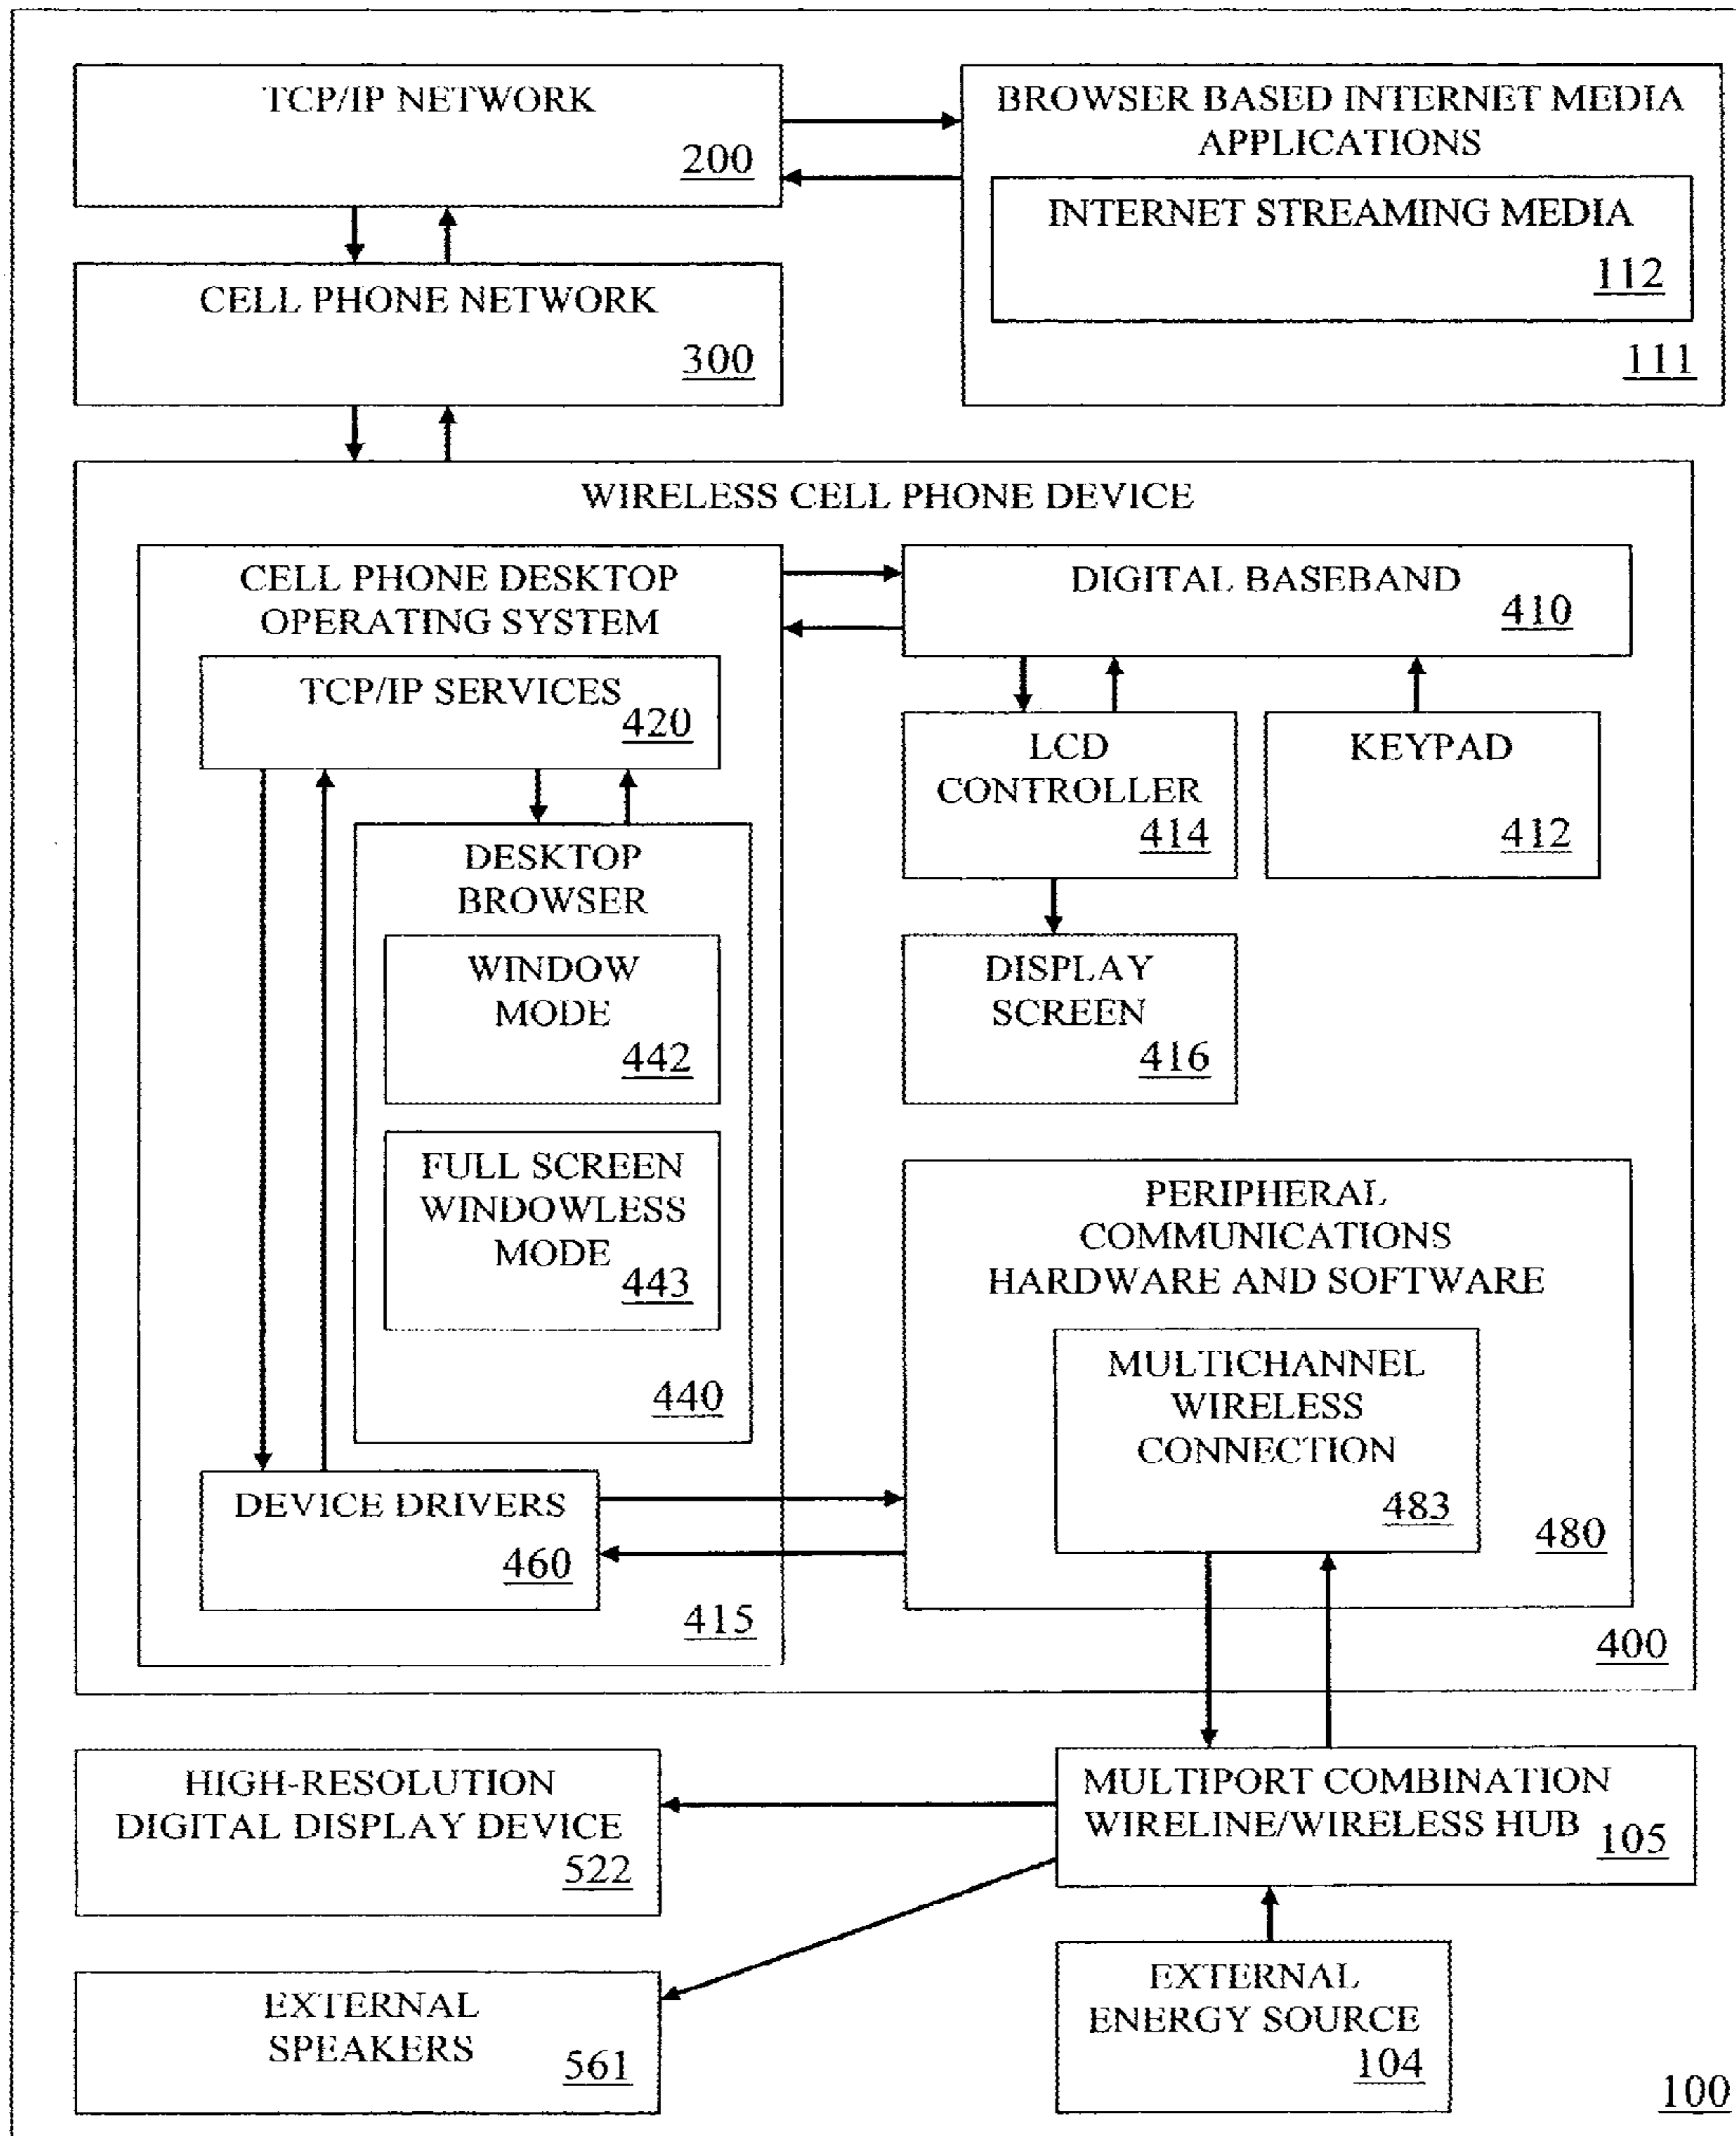 TCP/IP NETWORK
200
BROWSER BASED INTERNET MEDIA
APPLICATIONS
INTERNET STREAMING MEDIA
112
111
CELL PHONE NETWORK
300
WIRELESS CELL PHONE DEVICE
CELL PHONE DESKTOP
OPERATING SYSTEM
TCP/IP SERVICES
420
DESKTOP
BROWSER
WINDOW
MODE
442
FULL SCREEN
WINDOWLESS
MODE
443
440
DEVICE DRIVERS
460
415
DIGITAL BASEBAND
410
LCD
CONTROLLER
414
KEYPAD
412
DISPLAY
SCREEN
416
PERIPHERAL
COMMUNICATIONS
HARDWARE AND SOFTWARE
MULTICHANNEL
WIRELESS
CONNECTION
483
480
400
HIGH-RESOLUTION
DIGITAL DISPLAY DEVICE
522
MULTIPORT COMBINATION
WIRELINE/WIRELESS HUB
105
EXTERNAL
SPEAKERS
561
EXTERNAL
ENERGY SOURCE
104
100